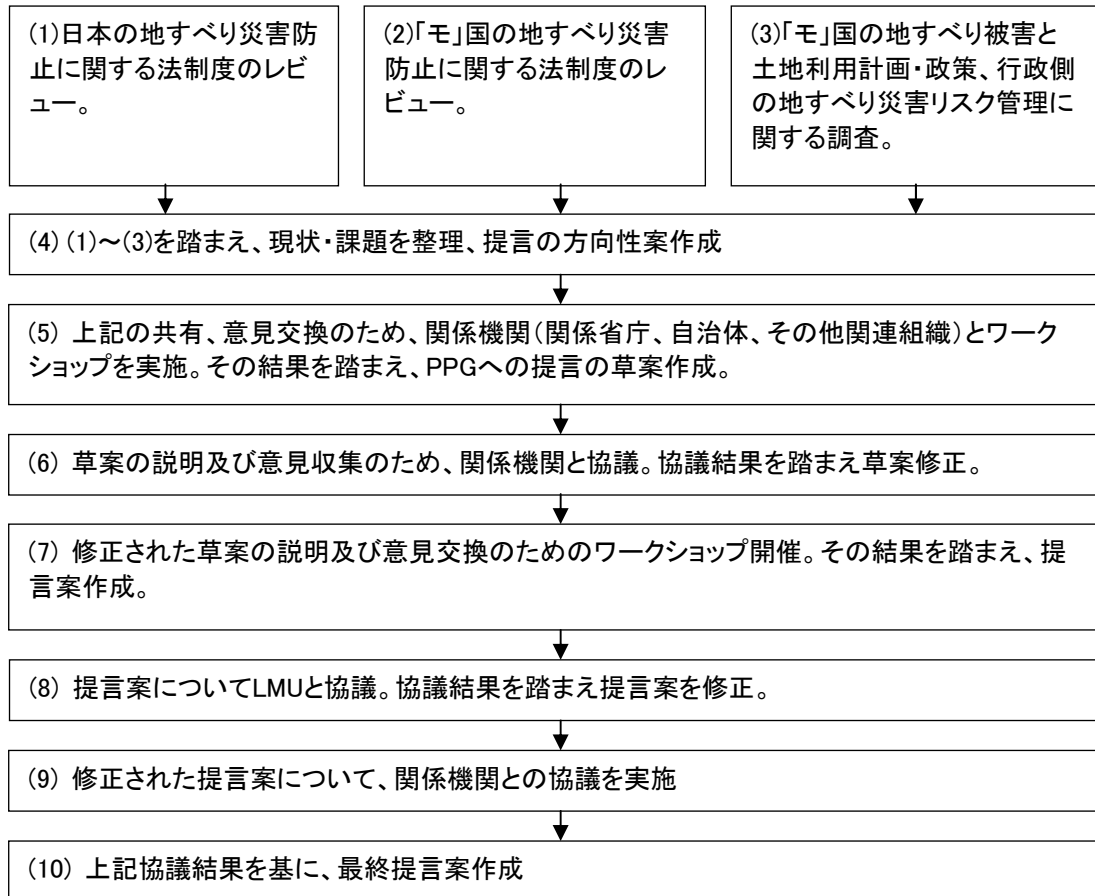 (1)日本の地すべり災害防
止に関する法制度のレビ
ュー。
(2)「モ」国の地すべり災害
防止に関する法制度のレ
ビュー。
(3)「モ」国の地すべり被害と
土地利用計画・政策、行政側
の地すべり災害リスク管理に
関する調査。
(4) (1)～(3)を踏まえ、現状・課題を整理、提言の方向性案作成
(5) 上記の共有、意見交換のため、関係機関(関係省庁、自治体、その他関連組織)とワーク
ショップを実施。その結果を踏まえ、PPGへの提言の草案作成。
(6) 草案の説明及び意見収集のため、関係機関と協議。協議結果を踏まえ草案修正。
(7) 修正された草案の説明及び意見交換のためのワークショップ開催。その結果を踏まえ、提
言案作成。
(8) 提言案についてLMUと協議。協議結果を踏まえ提言案を修正。
(9) 修正された提言案について、関係機関との協議を実施
(10) 上記協議結果を基に、最終提言案作成